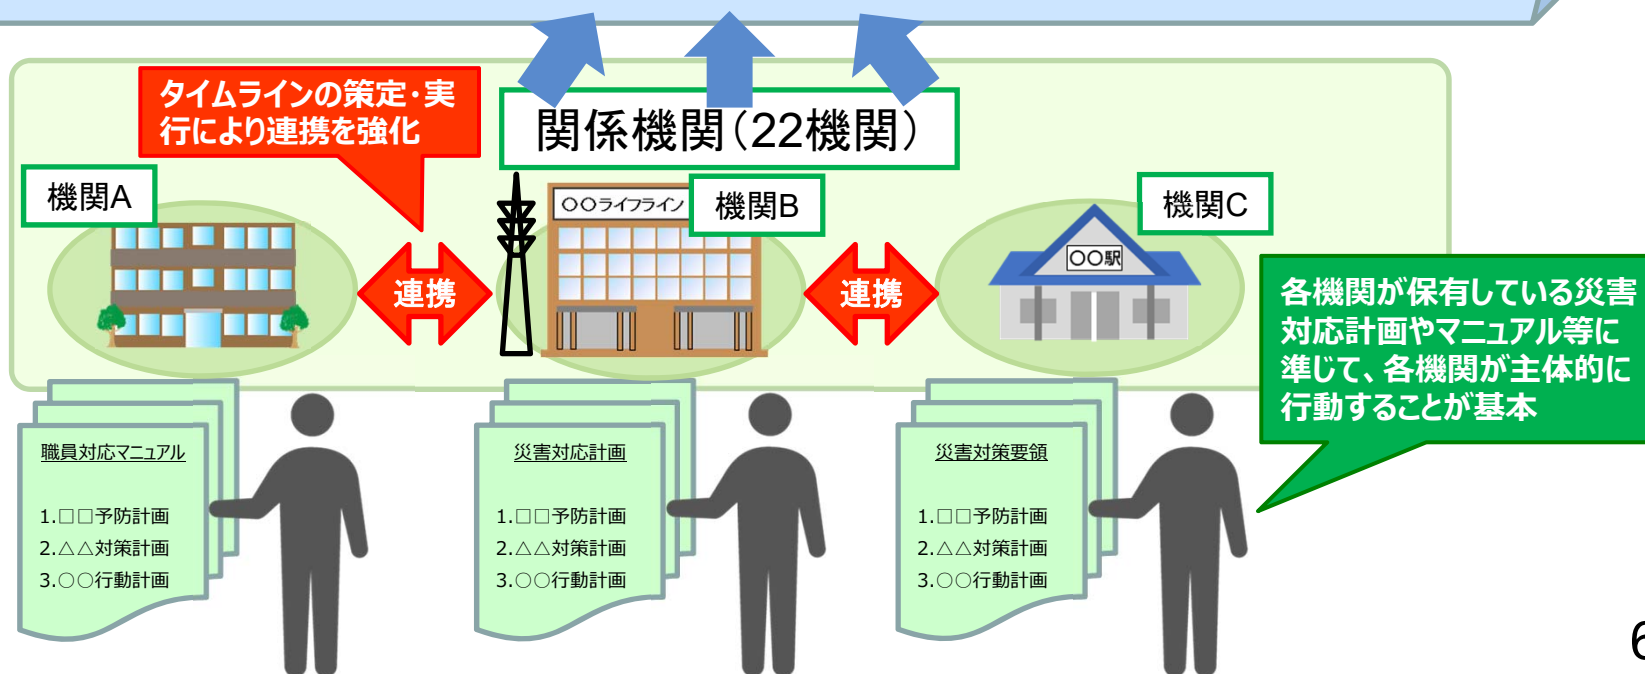 タイムラインの策定・実
行により連携を強化
関係機関（22機関）
機関A
〇〇ライフライン
機関B
機関C
〇〇駅
連携
連携
各機関が保有している災害
対応計画やマニュアル等に
準じて、各機関が主体的に
行動することが基本
職員対応マニュアル
1.□□予防計画
2.△△対策計画
3.○○行動計画
災害対応計画
1.□□予防計画
2.△△対策計画
3.○○行動計画
災害対策要領
1.□□予防計画
2.△△対策計画
3.○○行動計画
6